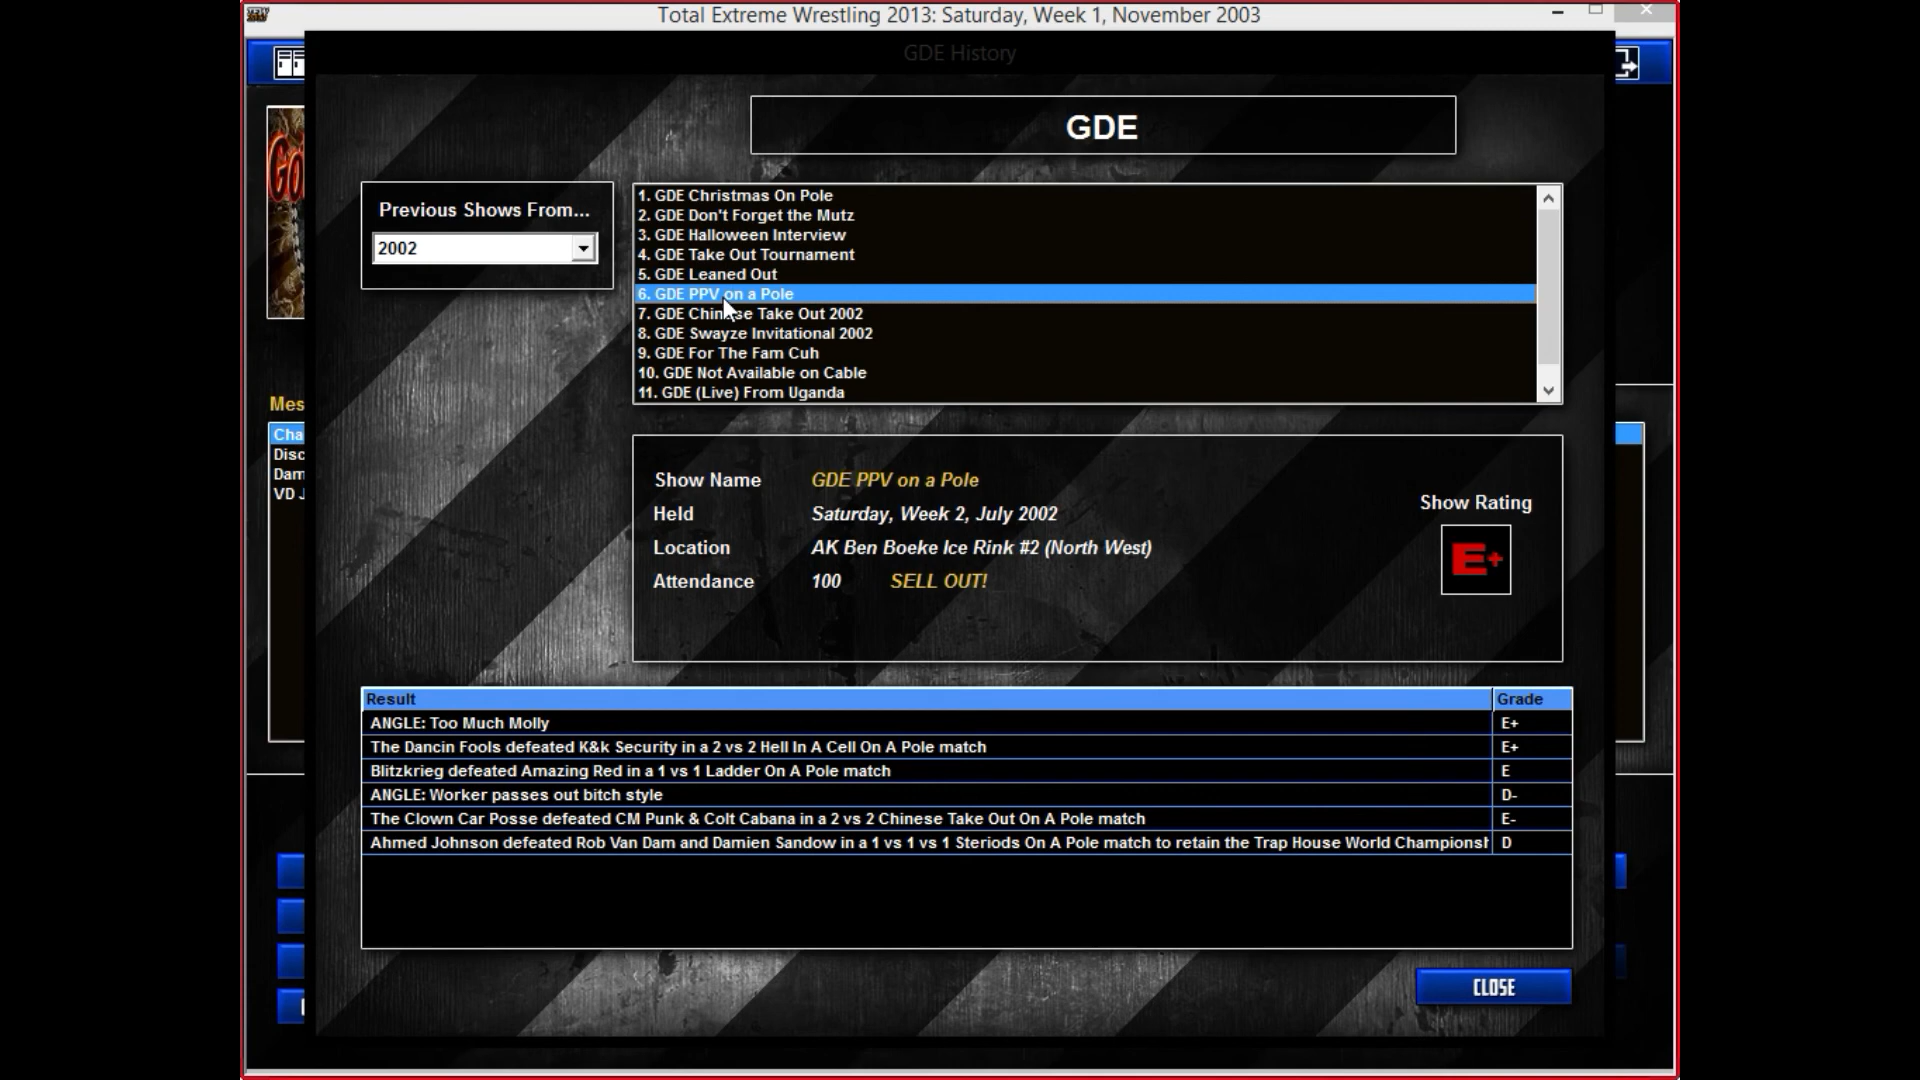 Total Extreme Wrestling 2013: Saturday, Week 1, November 2003
GDE History
GDE
Previous Shows From...
2002
1. GDE Christmas On Pole
2. GDE Don't Forget the Mutz
3. GDE Halloween Interview
4. GDE Take Out Tournament
5. GDE Leaned Out
6. GDE PPV on a Pole
7. GDE Chinese Take Out 2002
8. GDE Swayze Invitational 2002
9. GDE For The Fam Cuh
10. GDE Not Available on Cable
11. GDE (Live) From Uganda
Mes
Cha
Disc
Dam
VD J
Show Name GDE PPV on a Pole
Held Saturday, Week 2, July 2002
Location AK Ben Boeke Ice Rink #2 (North West)
Attendance 100 SELL OUT!
Show Rating
E+
Result Grade
ANGLE: Too Much Molly E+
The Dancin Fools defeated K&k Security in a 2 vs 2 Hell In A Cell On A Pole match E+
Blitzkrieg defeated Amazing Red in a 1 vs 1 Ladder On A Pole match E
ANGLE: Worker passes out bitch style D-
The Clown Car Posse defeated CM Punk & Colt Cabana in a 2 vs 2 Chinese Take Out On A Pole match E-
Ahmed Johnson defeated Rob Van Dam and Damien Sandow in a 1 vs 1 vs 1 Steriods On A Pole match to retain the Trap House World Championsh D
CLOSE